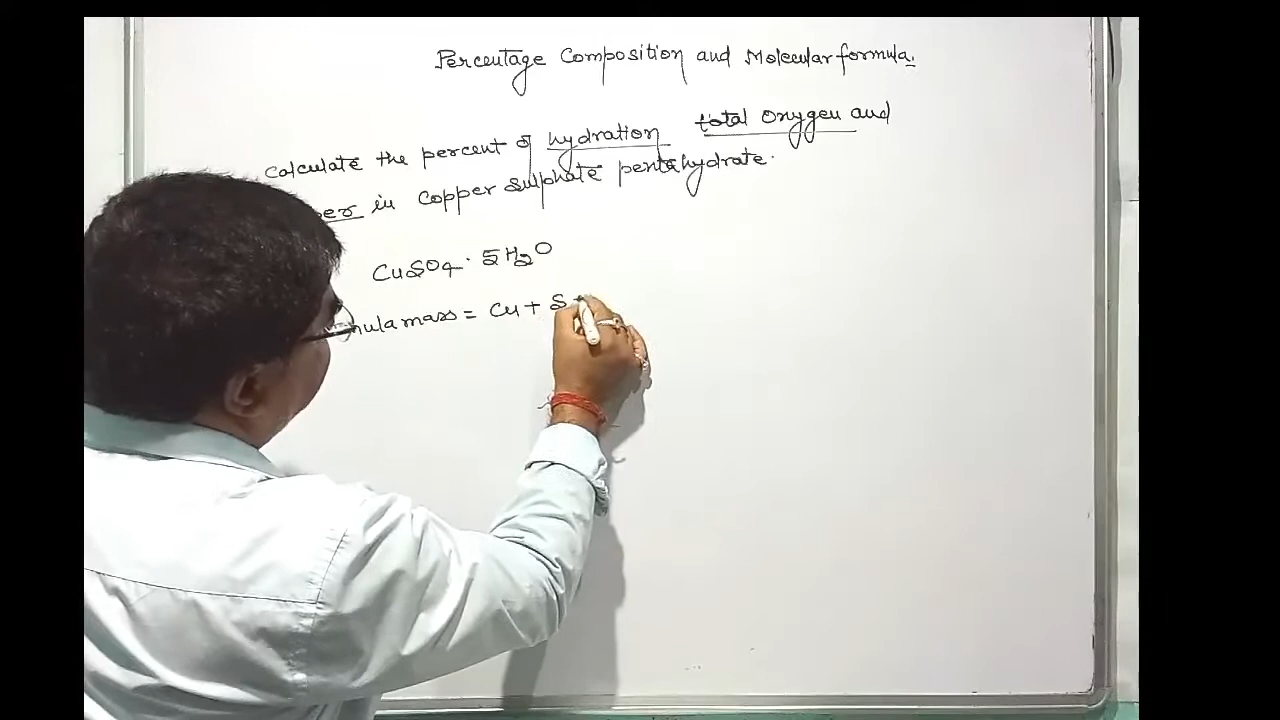 Percentage Composition and Molecular formula.
Calculate the percent of hydration total oxygen and
per in copper sulphate pentahydrate.
CuSO4 · 5H2O
mula mass = Cu + S +